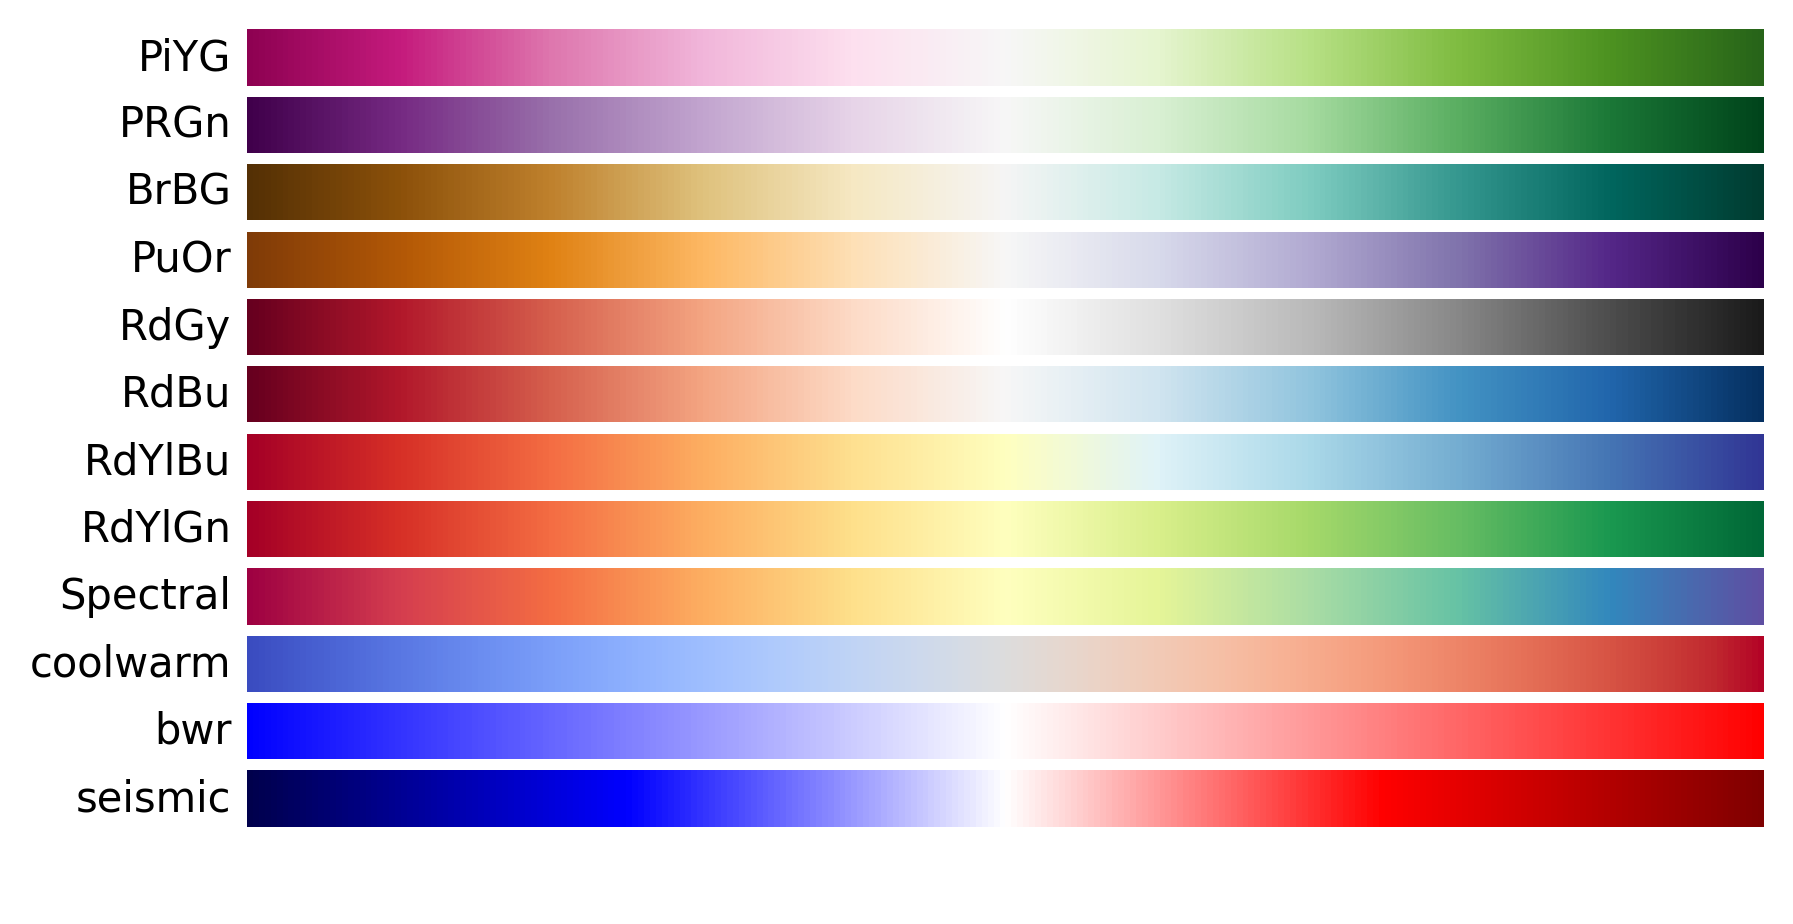 PiYG
PRGn
BrBG
PuOr
RdGy
RdBu
RdYlBu
RdYlGn
Spectral
coolwarm
bwr
seismic